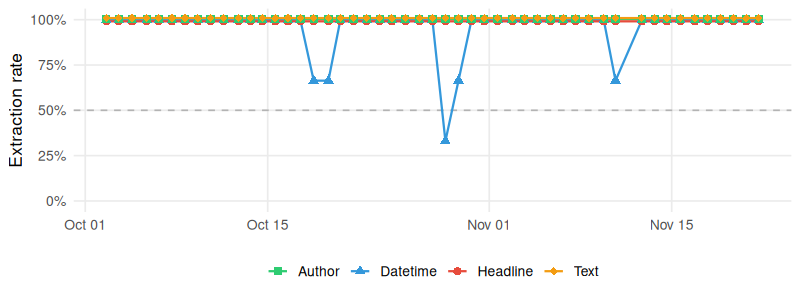 Extraction rate
100%
75%
50%
25%
0%
Oct 01 Oct 15 Nov 01 Nov 15
Author Datetime Headline Text